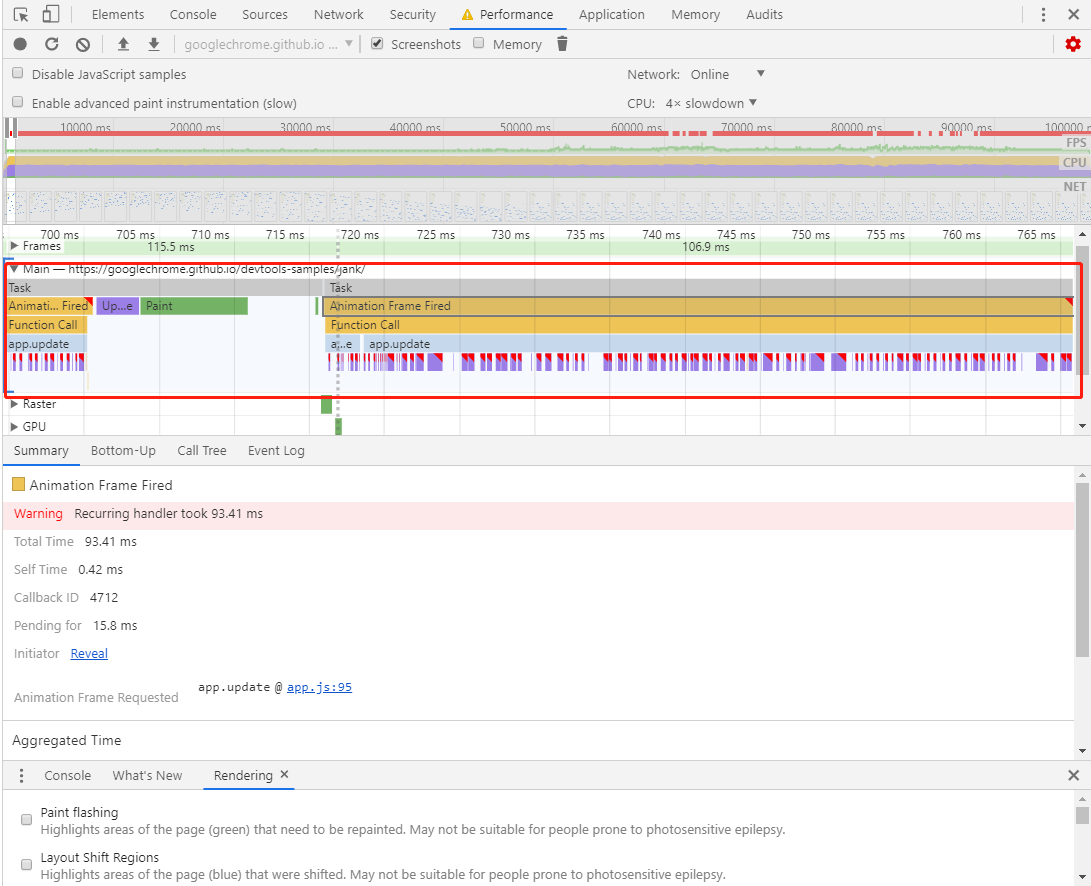 Elements Console Sources Network Security Performance Application Memory Audits
googlechrome.github.io ... Screenshots Memory
Disable JavaScript samples Network: Online
Enable advanced paint instrumentation (slow) CPU: 4× slowdown
10000 ms 20000 ms 30000 ms 40000 ms 50000 ms 60000 ms 70000 ms 80000 ms 90000 ms 100000 m
FPS
CPU
NET
700 ms 705 ms 710 ms 715 ms 720 ms 725 ms 730 ms 735 ms 740 ms 745 ms 750 ms 755 ms 760 ms 765 ms
Frames 115.5 ms 106.9 ms
Main — https://googlechrome.github.io/devtools-samples/jank/
Task Task
Animati... Fired Up...e Paint Animation Frame Fired
Function Call Function Call
app.update a...e app.update
Raster
GPU
Summary Bottom-Up Call Tree Event Log
Animation Frame Fired
Warning Recurring handler took 93.41 ms
Total Time 93.41 ms
Self Time 0.42 ms
Callback ID 4712
Pending for 15.8 ms
Initiator Reveal
Animation Frame Requested app.update @ app.js:95
Aggregated Time
Console What's New Rendering
Paint flashing
Highlights areas of the page (green) that need to be repainted. May not be suitable for people prone to photosensitive epilepsy.
Layout Shift Regions
Highlights areas of the page (blue) that were shifted. May not be suitable for people prone to photosensitive epilepsy.